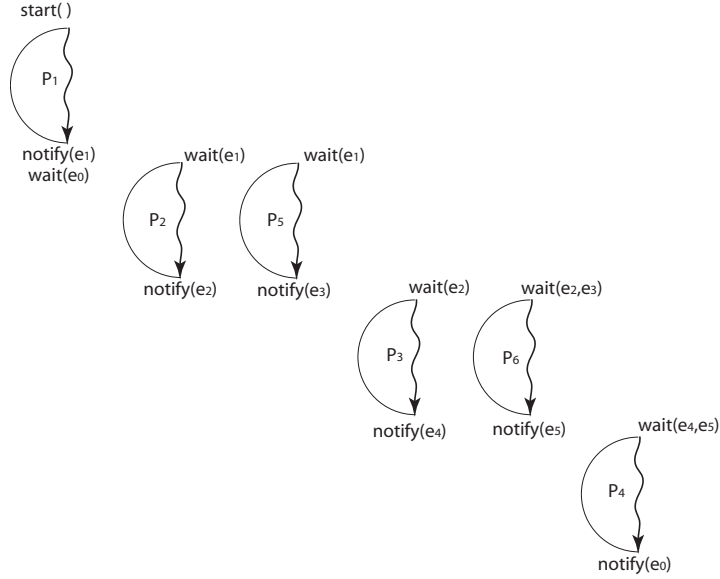 start( )
P1
notify(e1)
wait(e0)
wait(e1)
wait(e1)
P2
P5
notify(e2)
notify(e3)
wait(e2)
wait(e2,e3)
P3
P6
notify(e4)
notify(e5)
wait(e4,e5)
P4
notify(e0)